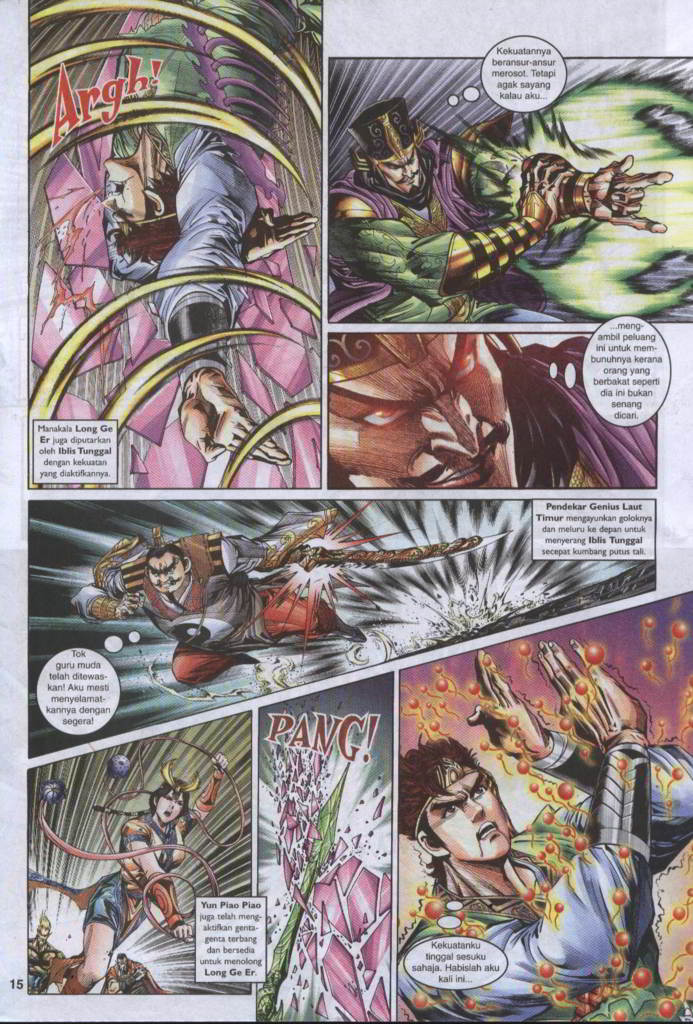 Argh!
Manakala Long Ge
Er juga diputarkan
oleh Iblis Tunggal
dengan kekuatan
yang diaktifkannya.
Kekuatannya
beransur-ansur
merosot. Tetapi
agak sayang
kalau aku...
...meng-
ambil peluang
ini untuk mem-
bunuhnya kerana
orang yang
berbakat seperti
dia ini bukan
senang
dicari.
Pendekar Genius Laut
Timur mengayunkan goloknya
dan meluru ke depan untuk
menyerang Iblis Tunggal
secepat kumbang putus tali.
Tok
guru muda
telah ditewas-
kan! Aku mesti
menyelamat-
kannya dengan
segera!
Yun Piao Piao
juga telah meng-
aktifkan genta-
genta terbang
dan bersedia
untuk menolong
Long Ge Er.
PANG!
Kekuatanku
tinggal sesuku
sahaja. Habislah aku
kali ini...
15